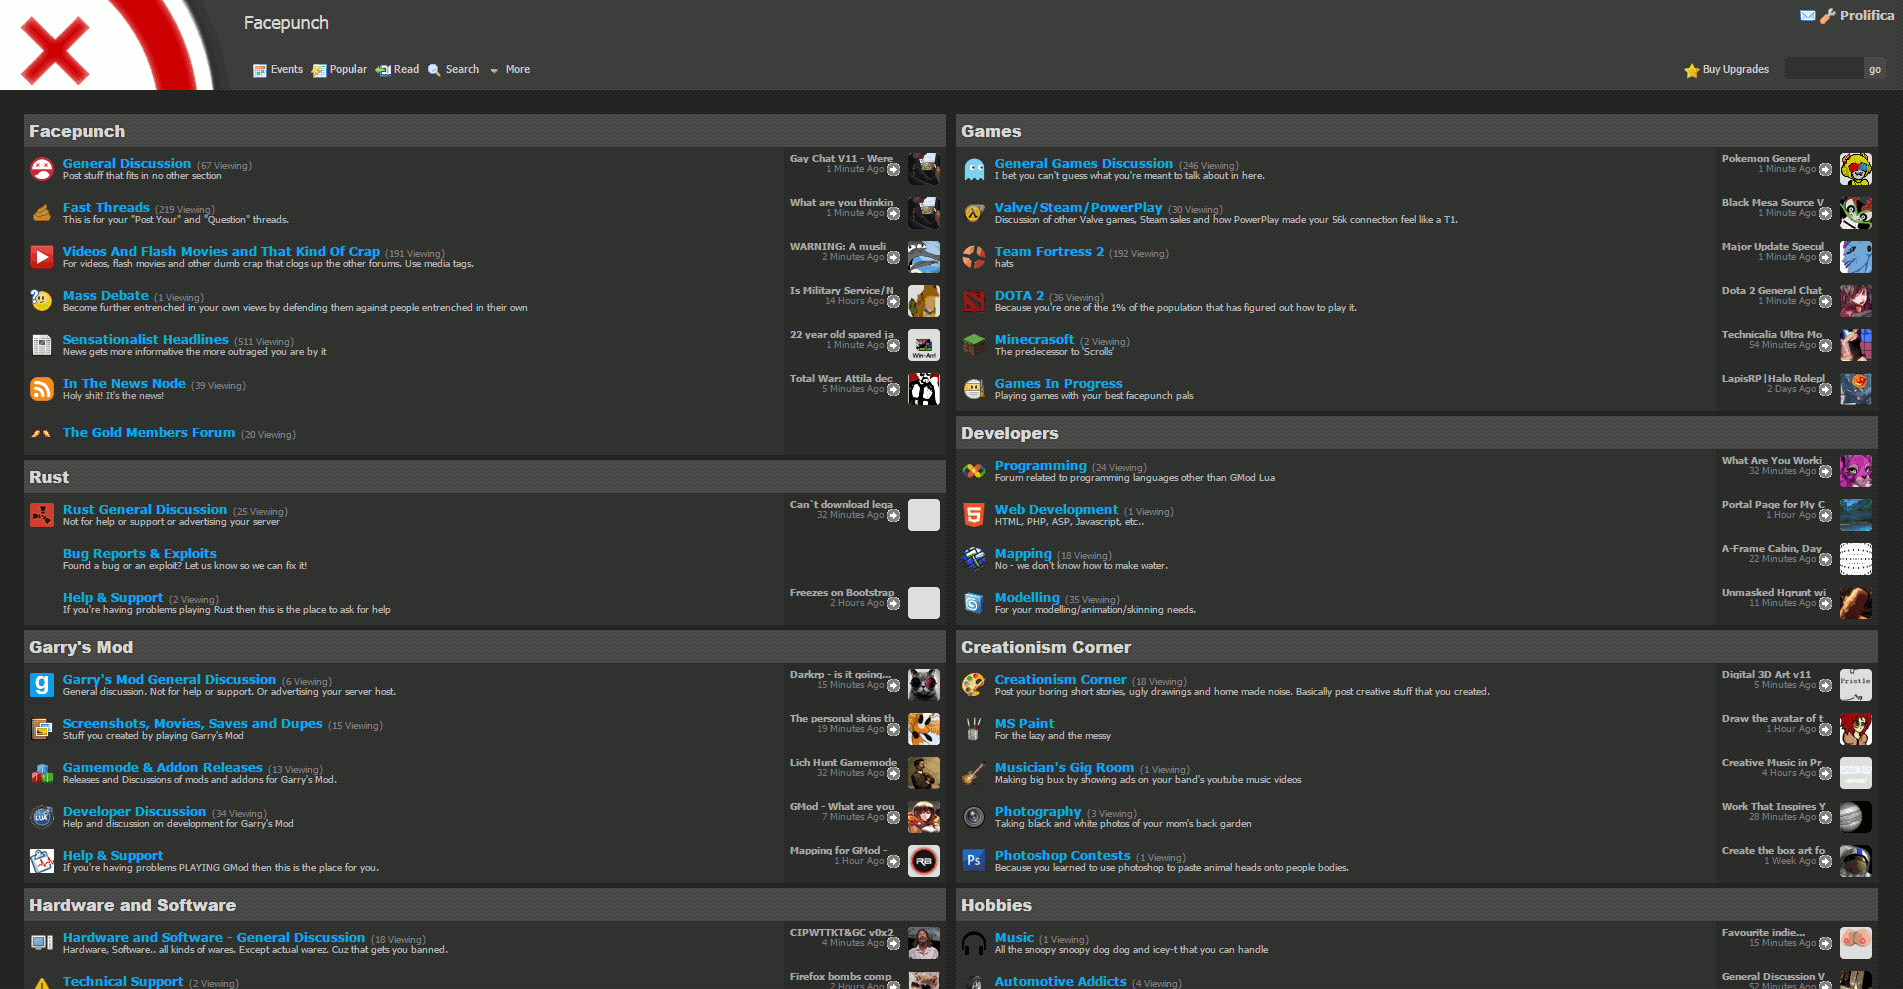 Facepunch
Prolifica
Events Popular Read Search More
Buy Upgrades go
Facepunch
General Discussion (67 Viewing)
Post stuff that fits in no other section
Gay Chat V11 - Were
1 Minute Ago
Fast Threads (219 Viewing)
This is for your "Post Your" and "Question" threads.
What are you thinkin
1 Minute Ago
Videos And Flash Movies and That Kind Of Crap (191 Viewing)
For videos, flash movies and other dumb crap that clogs up the other forums. Use media tags.
WARNING: A musli
2 Minutes Ago
Mass Debate (1 Viewing)
Become further entrenched in your own views by defending them against people entrenched in their own
Is Military Service/N
14 Hours Ago
Sensationalist Headlines (511 Viewing)
News gets more informative the more outraged you are by it
22 year old spared ja
1 Minute Ago
Win-Ant!
In The News Node (39 Viewing)
Holy shit! It's the news!
Total War: Attila dec
5 Minutes Ago
The Gold Members Forum (20 Viewing)
Rust
Rust General Discussion (25 Viewing)
Not for help or support or advertising your server
Can`t download lega
32 Minutes Ago
Bug Reports & Exploits
Found a bug or an exploit? Let us know so we can fix it!
Help & Support (2 Viewing)
If you're having problems playing Rust then this is the place to ask for help
Freezes on Bootstrap
2 Hours Ago
Garry's Mod
g
Garry's Mod General Discussion (6 Viewing)
General discussion. Not for help or support. Or advertising your server host.
Darkrp - is it going...
15 Minutes Ago
Screenshots, Movies, Saves and Dupes (15 Viewing)
Stuff you created by playing Garry's Mod
The personal skins th
19 Minutes Ago
Gamemode & Addon Releases (13 Viewing)
Releases and Discussions of mods and addons for Garry's Mod.
Lich Hunt Gamemode
32 Minutes Ago
LUA
Developer Discussion (34 Viewing)
Help and discussion on development for Garry's Mod
GMod - What are you
7 Minutes Ago
Help & Support
If you're having problems PLAYING GMod then this is the place for you.
Mapping for GMod -
1 Hour Ago
RB
Hardware and Software
Hardware and Software - General Discussion (18 Viewing)
Hardware, Software.. all kinds of wares. Except actual warez. Cuz that gets you banned.
CIPWTTKT&GC v0x2
4 Minutes Ago
Technical Support (2 Viewing)
Firefox bombs comp
2 Hours Ago
Games
General Games Discussion (246 Viewing)
I bet you can't guess what you're meant to talk about in here.
Pokemon General
1 Minute Ago
Valve/Steam/PowerPlay (30 Viewing)
Discussion of other Valve games, Steam sales and how PowerPlay made your 56k connection feel like a T1.
Black Mesa Source V
1 Minute Ago
Team Fortress 2 (192 Viewing)
hats
Major Update Specul
1 Minute Ago
DOTA 2 (36 Viewing)
Because you're one of the 1% of the population that has figured out how to play it.
Dota 2 General Chat
1 Minute Ago
Minecrasoft (2 Viewing)
The predecessor to 'Scrolls'
Technicalia Ultra Mo
54 Minutes Ago
Games In Progress
Playing games with your best facepunch pals
LapisRP|Halo Rolepl
2 Days Ago
Developers
Programming (24 Viewing)
Forum related to programming languages other than GMod Lua
What Are You Worki
32 Minutes Ago
5
Web Development (1 Viewing)
HTML, PHP, ASP, Javascript, etc..
Portal Page for My C
1 Hour Ago
Mapping (18 Viewing)
No - we don't know how to make water.
A-Frame Cabin, Day
22 Minutes Ago
Modelling (35 Viewing)
For your modelling/animation/skinning needs.
Unmasked Hgrunt wi
11 Minutes Ago
Creationism Corner
Creationism Corner (18 Viewing)
Post your boring short stories, ugly drawings and home made noise. Basically post creative stuff that you created.
Digital 3D Art v11
5 Minutes Ago
Pristle
MS Paint
For the lazy and the messy
Draw the avatar of t
1 Hour Ago
Musician's Gig Room (1 Viewing)
Making big bux by showing ads on your band's youtube music videos
Creative Music in Pr
4 Hours Ago
Photography (3 Viewing)
Taking black and white photos of your mom's back garden
Work That Inspires Y
28 Minutes Ago
Ps
Photoshop Contests (1 Viewing)
Because you learned to use photoshop to paste animal heads onto people bodies.
Create the box art fo
1 Week Ago
Hobbies
Music (1 Viewing)
All the snoopy snoopy dog dog and icey-t that you can handle
Favourite indie...
15 Minutes Ago
Automotive Addicts (4 Viewing)
General Discussion V
52 Minutes Ago